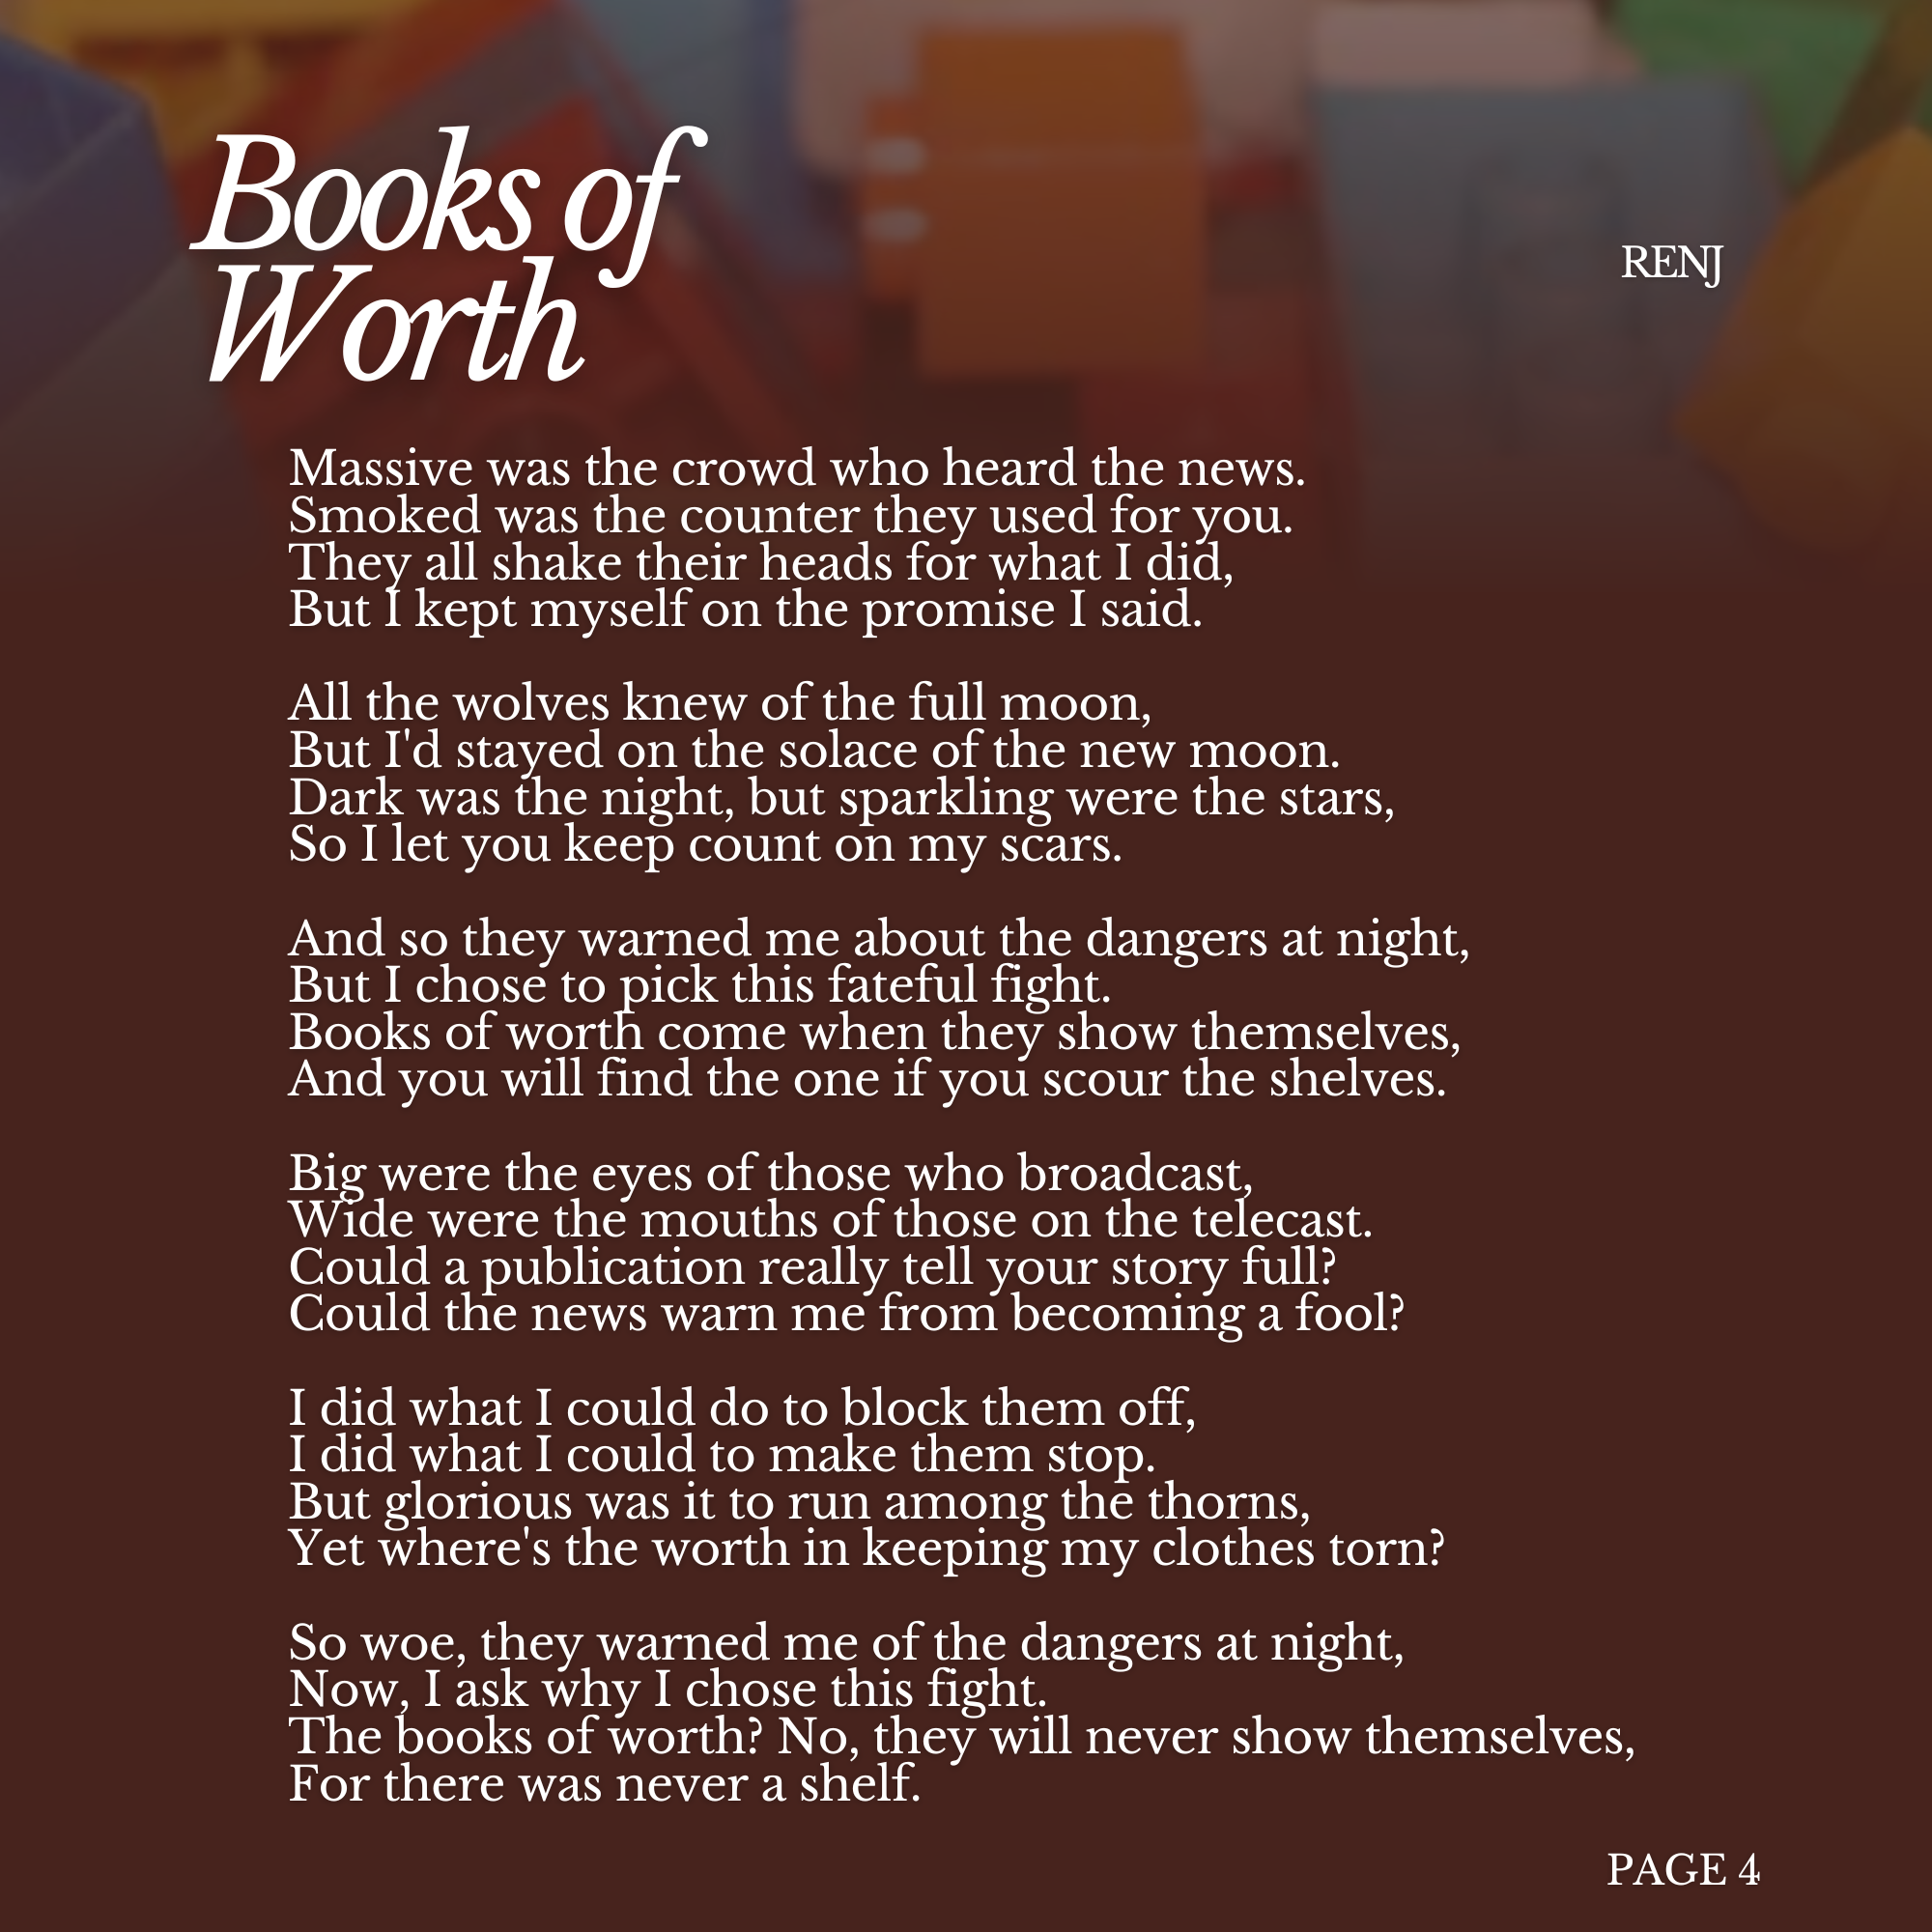 Books of
Worth
RENJ
Massive was the crowd who heard the news.
Smoked was the counter they used for you.
They all shake their heads for what I did,
But I kept myself on the promise I said.
All the wolves knew of the full moon,
But I'd stayed on the solace of the new moon.
Dark was the night, but sparkling were the stars,
So I let you keep count on my scars.
And so they warned me about the dangers at night,
But I chose to pick this fateful fight.
Books of worth come when they show themselves,
And you will find the one if you scour the shelves.
Big were the eyes of those who broadcast,
Wide were the mouths of those on the telecast.
Could a publication really tell your story full?
Could the news warn me from becoming a fool?
I did what I could do to block them off,
I did what I could to make them stop.
But glorious was it to run among the thorns,
Yet where's the worth in keeping my clothes torn?
So woe, they warned me of the dangers at night,
Now, I ask why I chose this fight.
The books of worth? No, they will never show themselves,
For there was never a shelf.
PAGE 4